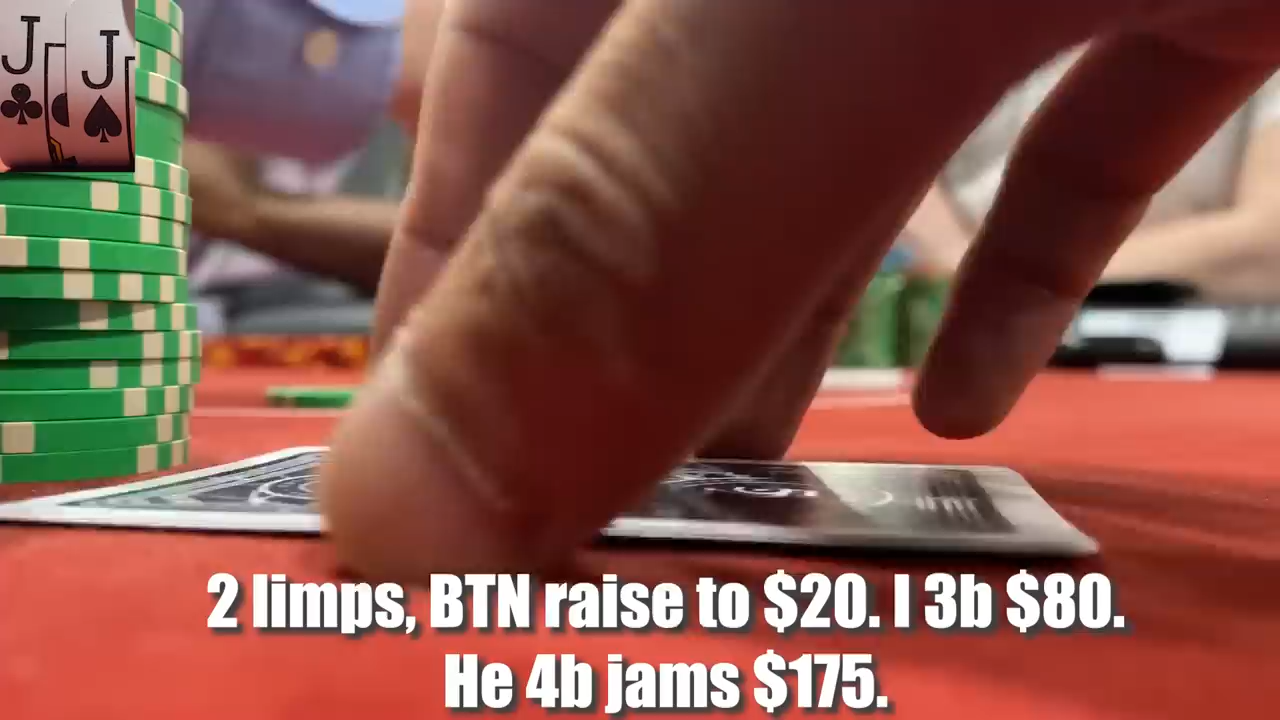 J J
2 limps, BTN raise to $20. I 3b $80.
He 4b jams $175.